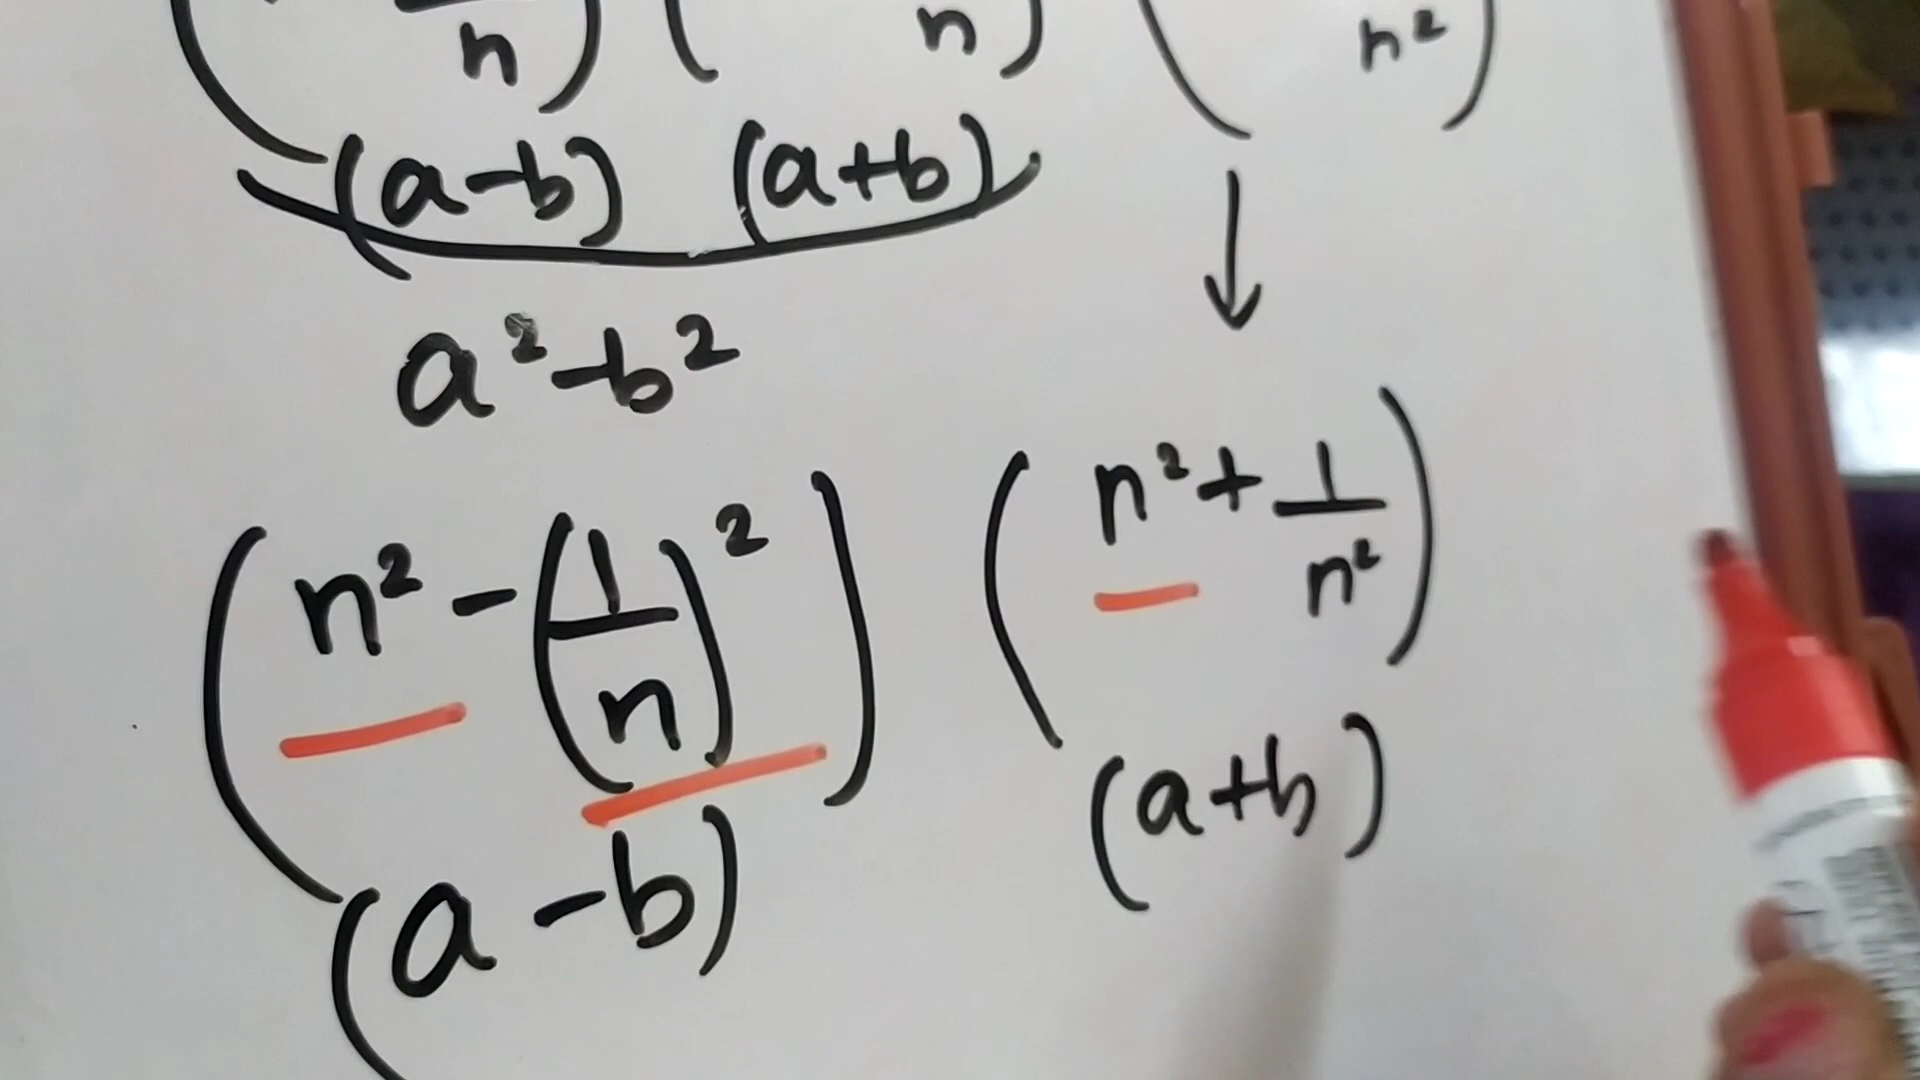 n) ( n) ( n²)
(a-b) (a+b)
a²-b²
(n² - (1/n)²) (n² + 1/n²)
(a-b) (a+b)